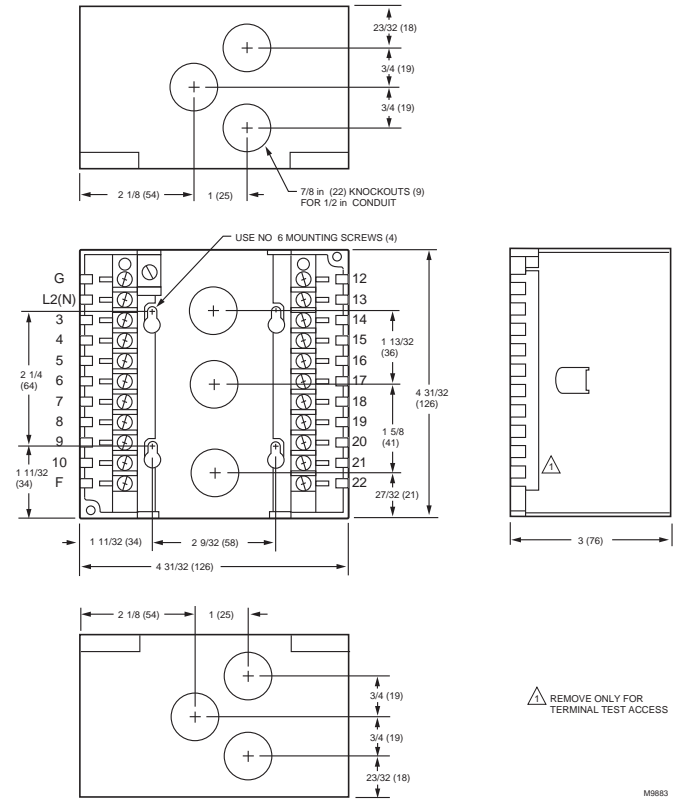 23/32 (18)
3/4 (19)
3/4 (19)
2 1/8 (54)
1 (25)
7/8 in (22) KNOCKOUTS (9)
FOR 1/2 in CONDUIT
USE NO 6 MOUNTING SCREWS (4)
G
L2(N)
3
4
5
6
7
8
9
10
F
12
13
14
15
16
17
18
19
20
21
22
2 1/4
(64)
1 11/32
(34)
1 13/32
(36)
1 5/8
(41)
27/32 (21)
4 31/32
(126)
1
1 11/32 (34)
2 9/32 (58)
3 (76)
4 31/32 (126)
2 1/8 (54)
1 (25)
3/4 (19)
3/4 (19)
23/32 (18)
1 REMOVE ONLY FOR
TERMINAL TEST ACCESS
M9883